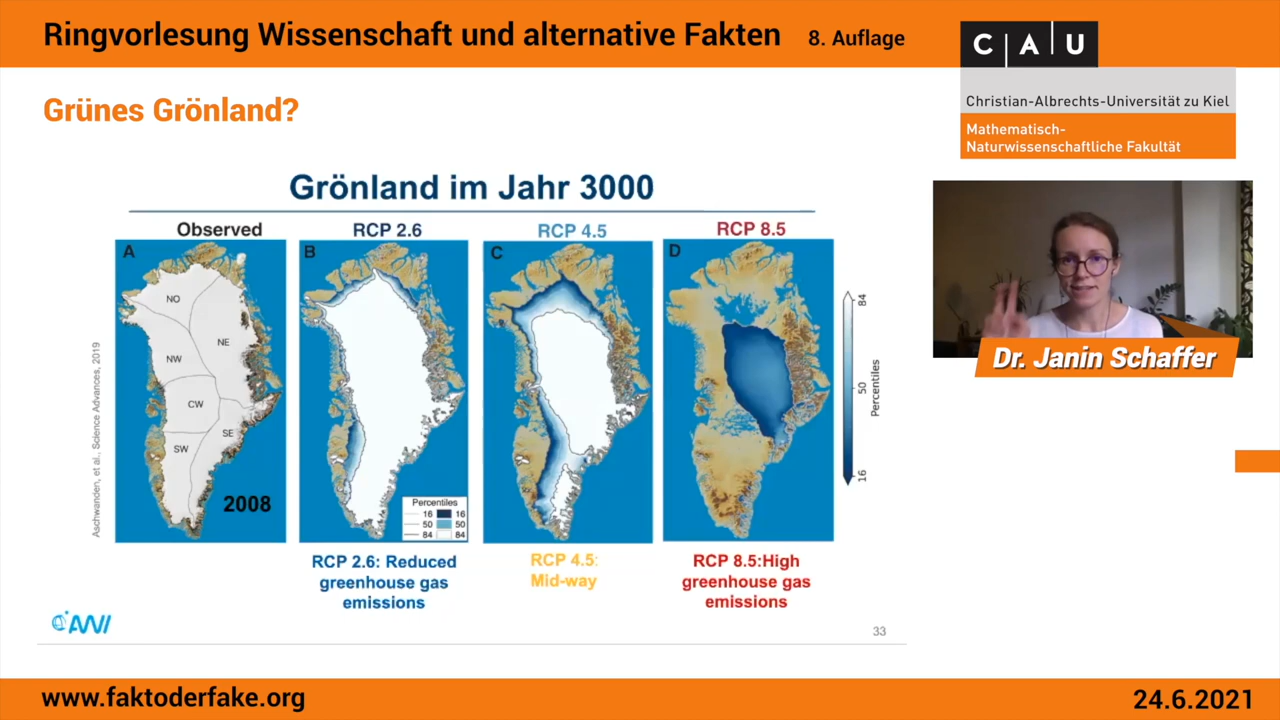 Ringvorlesung Wissenschaft und alternative Fakten 8. Auflage
C A U
Christian-Albrechts-Universität zu Kiel
Mathematisch-
Naturwissenschaftliche Fakultät
Grünes Grönland?
Grönland im Jahr 3000
Observed RCP 2.6 RCP 4.5 RCP 8.5
A B C D
NO
NE
NW
CW
SE
SW
2008
Percentiles
16 16
50 50
84 84
84
50
16
Percentiles
Aschwanden, et al., Science Advances, 2019
RCP 2.6: Reduced
greenhouse gas
emissions
RCP 4.5:
Mid-way
RCP 8.5:High
greenhouse gas
emissions
AWI
33
Dr. Janin Schaffer
www.faktoderfake.org
24.6.2021